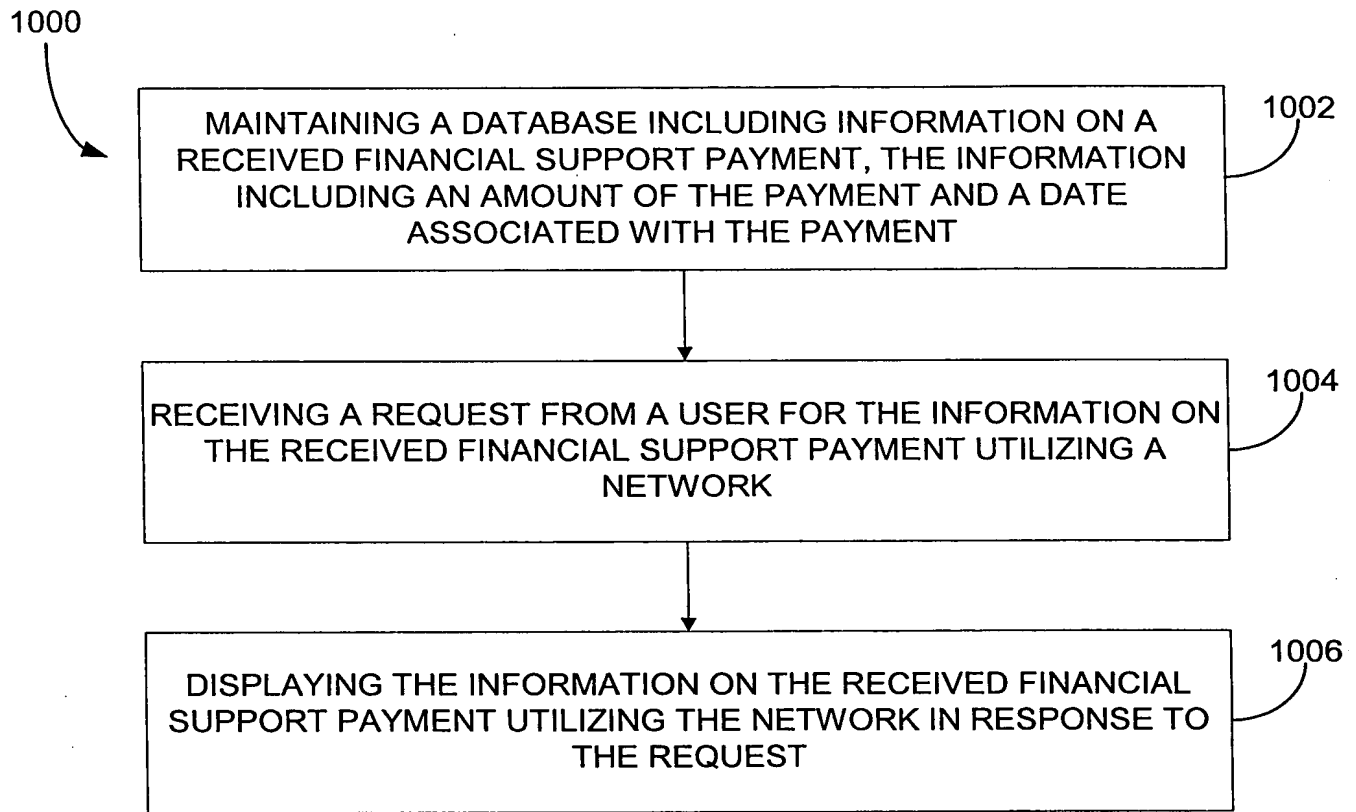 1000
MAINTAINING A DATABASE INCLUDING INFORMATION ON A
RECEIVED FINANCIAL SUPPORT PAYMENT, THE INFORMATION
INCLUDING AN AMOUNT OF THE PAYMENT AND A DATE
ASSOCIATED WITH THE PAYMENT
1002
RECEIVING A REQUEST FROM A USER FOR THE INFORMATION ON
THE RECEIVED FINANCIAL SUPPORT PAYMENT UTILIZING A
NETWORK
1004
DISPLAYING THE INFORMATION ON THE RECEIVED FINANCIAL
SUPPORT PAYMENT UTILIZING THE NETWORK IN RESPONSE TO
THE REQUEST
1006